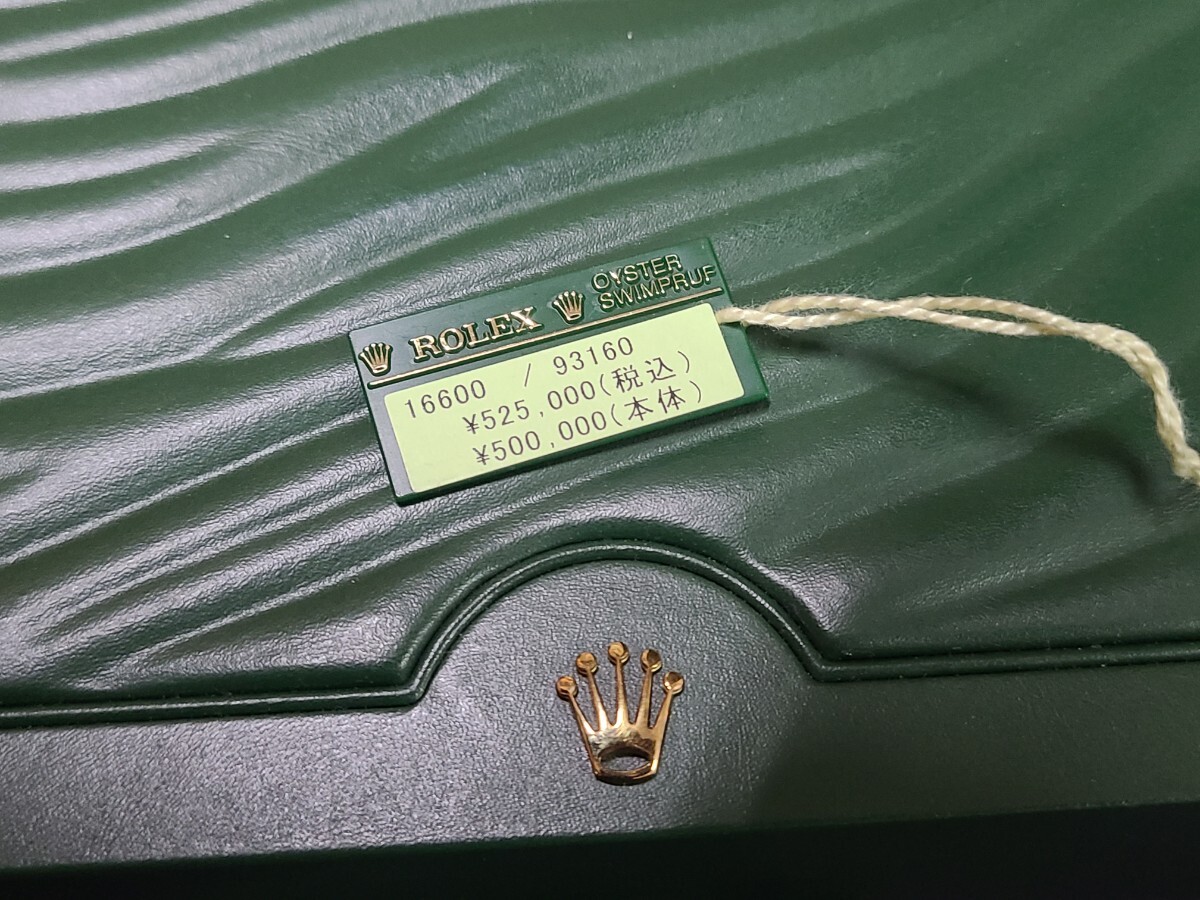 ROLEX OYSTER SWIMPRUF
16600 / 93160
¥525,000(税込)
¥500,000(本体)